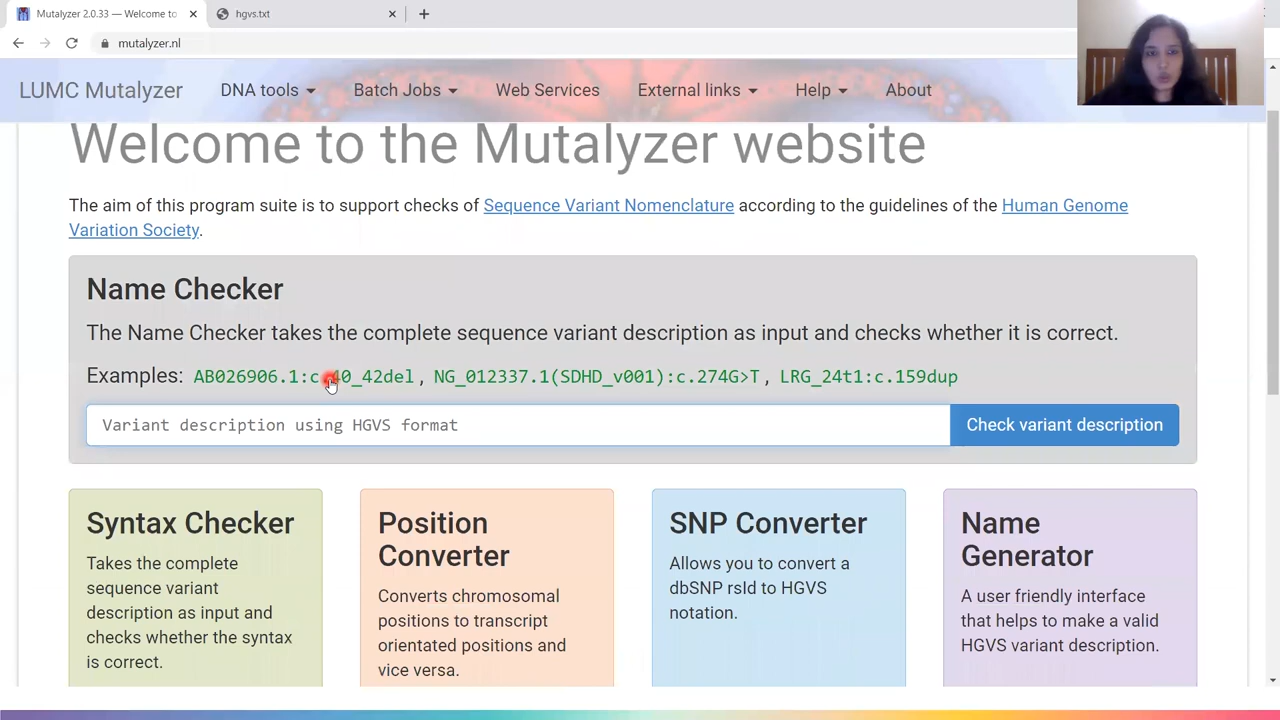 Mutalyzer 2.0.33 — Welcome to
hgvs.txt
mutalyzer.nl
LUMC Mutalyzer
DNA tools
Batch Jobs
Web Services
External links
Help
About
Welcome to the Mutalyzer website
The aim of this program suite is to support checks of Sequence Variant Nomenclature according to the guidelines of the Human Genome
Variation Society.
Name Checker
The Name Checker takes the complete sequence variant description as input and checks whether it is correct.
Examples: AB026906.1:c.40_42del, NG_012337.1(SDHD_v001):c.274G>T, LRG_24t1:c.159dup
Variant description using HGVS format
Check variant description
Syntax Checker
Takes the complete
sequence variant
description as input and
checks whether the syntax
is correct.
Position
Converter
Converts chromosomal
positions to transcript
orientated positions and
vice versa.
SNP Converter
Allows you to convert a
dbSNP rsId to HGVS
notation.
Name
Generator
A user friendly interface
that helps to make a valid
HGVS variant description.